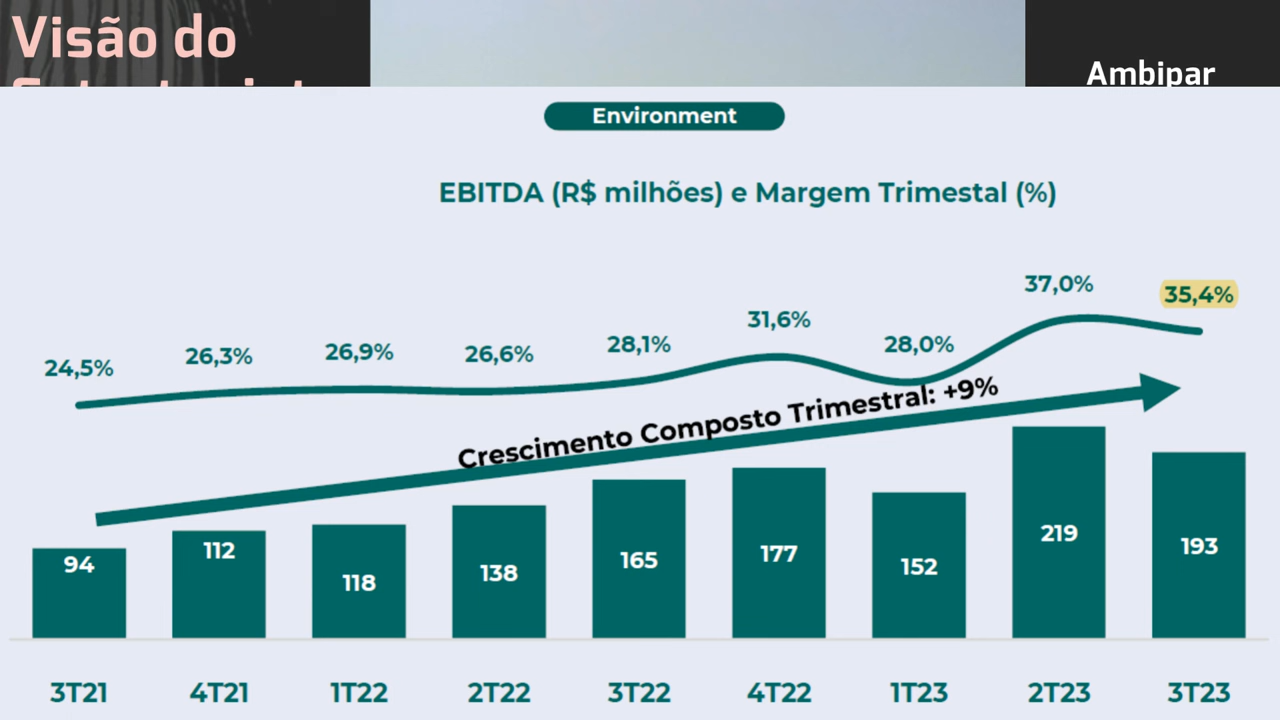 Visão do
Ambipar
Environment
EBITDA (R$ milhões) e Margem Trimestal (%)
24,5%
26,3%
26,9%
26,6%
28,1%
31,6%
28,0%
37,0%
35,4%
Crescimento Composto Trimestral: +9%
94
112
118
138
165
177
152
219
193
3T21
4T21
1T22
2T22
3T22
4T22
1T23
2T23
3T23